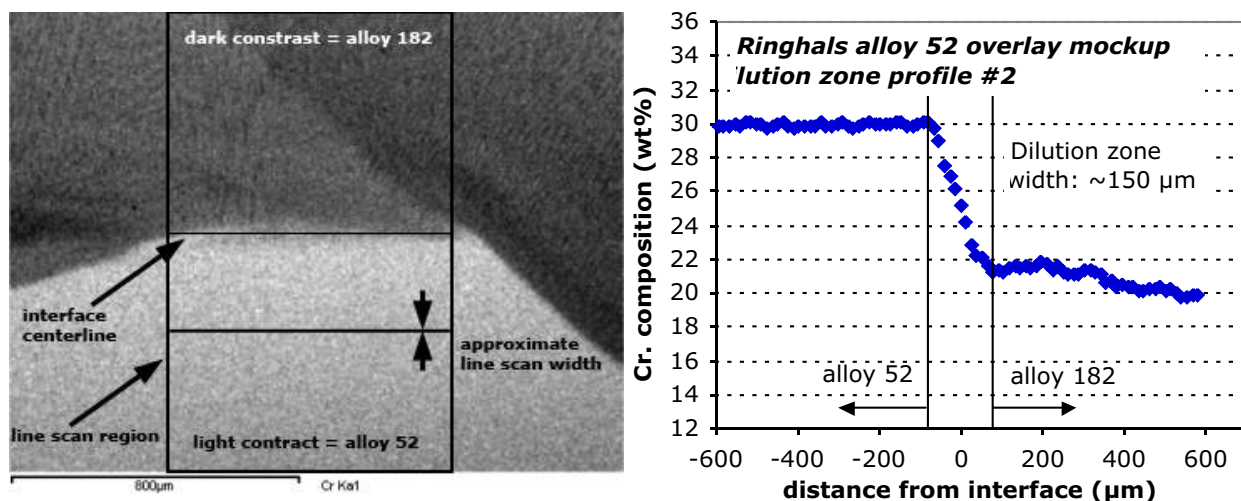 dark constrast = alloy 182
interface
centerline
approximate
line scan width
line scan region
light contract = alloy 52
800µm
Cr Ka1
Ringhals alloy 52 overlay mockup
lution zone profile #2
Cr. composition (wt%)
36
34
32
30
28
26
24
22
20
18
16
14
12
Dilution zone
width: ~150 µm
alloy 52
alloy 182
-600
-400
-200
0
200
400
600
distance from interface (µm)